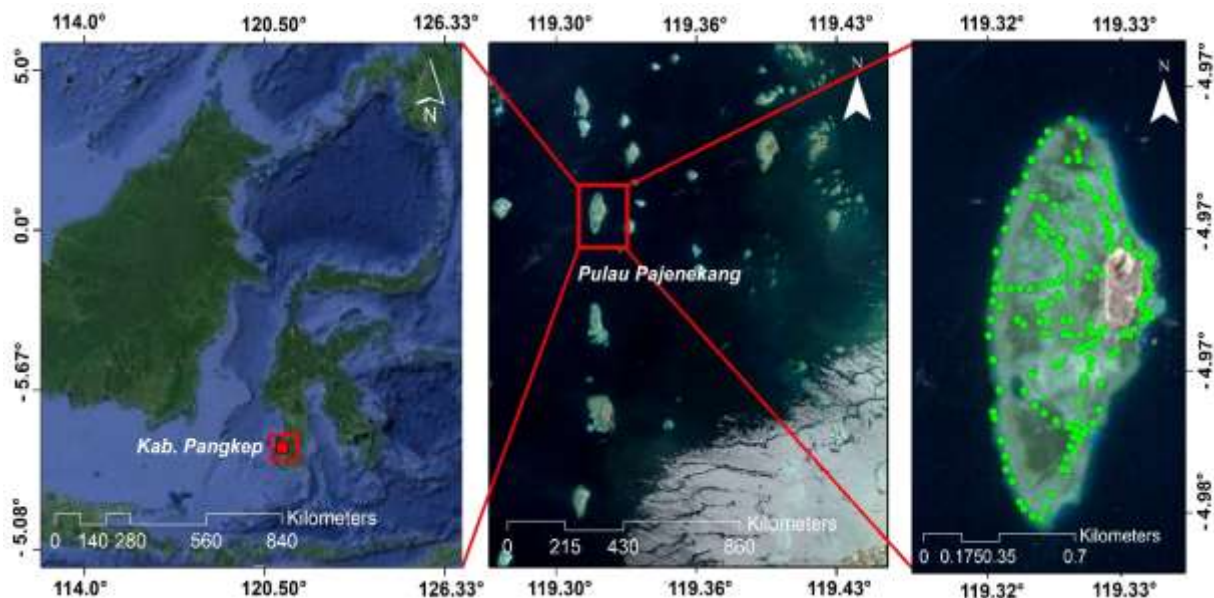 114.0° 120.50° 126.33° 119.30° 119.36° 119.43° 119.32° 119.33°
5.0°
0.0°
- 5.67°
- 5.08°
N
Kab. Pangkep
Kilometers
0 140 280 560 840
114.0° 120.50° 126.33°
N
Pulau Pajenekang
Kilometers
0 215 430 860
119.30° 119.36° 119.43°
N
- 4.97°
- 4.97°
- 4.97°
- 4.98°
Kilometers
0 0.1750.35 0.7
119.32° 119.33°